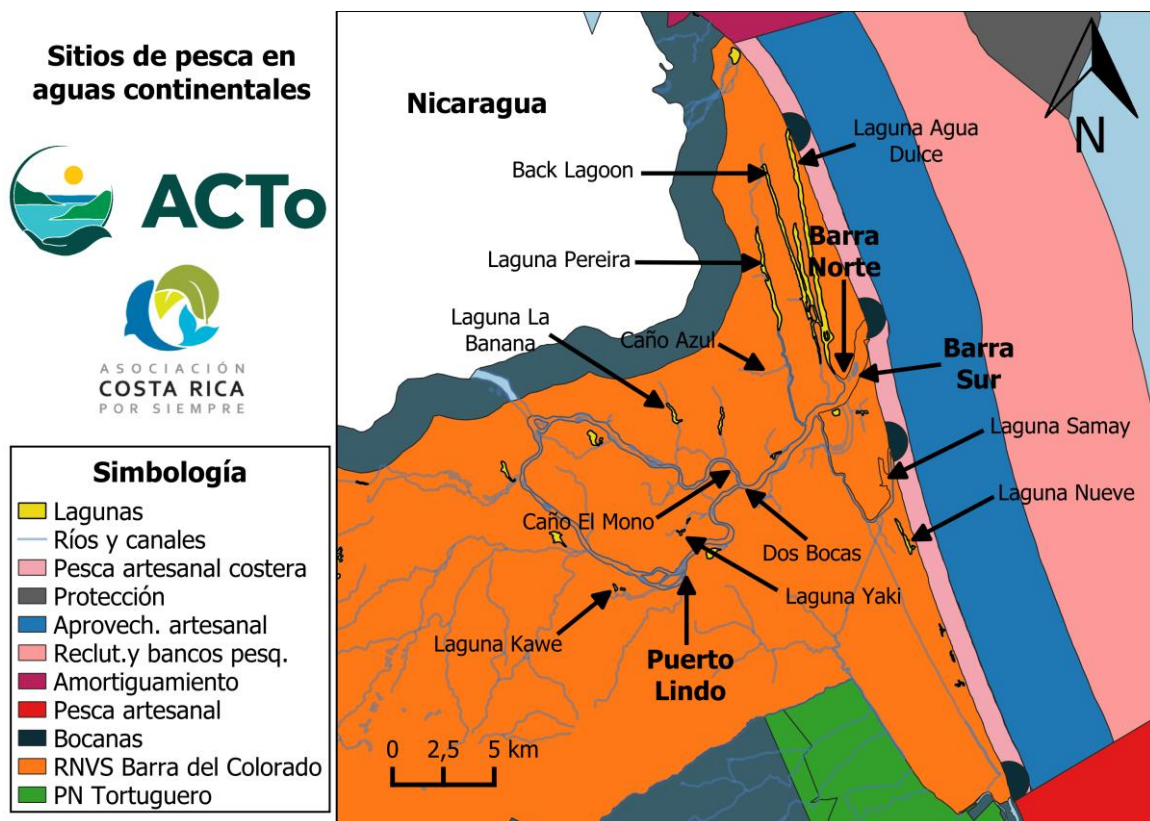 Sitios de pesca en
aguas continentales
ACTo
ASOCIACIÓN
COSTA RICA
POR SIEMPRE
Simbología
Lagunas
Ríos y canales
Pesca artesanal costera
Protección
Aprovech. artesanal
Reclut.y bancos pesq.
Amortiguamiento
Pesca artesanal
Bocanas
RNVS Barra del Colorado
PN Tortuguero
Nicaragua
N
Laguna Agua
Dulce
Back Lagoon
Barra
Norte
Laguna Pereira
Laguna La
Banana
Caño Azul
Barra
Sur
Laguna Samay
Laguna Nueve
Caño El Mono
Dos Bocas
Laguna Yaki
Laguna Kawe
Puerto
Lindo
0 2,5 5 km